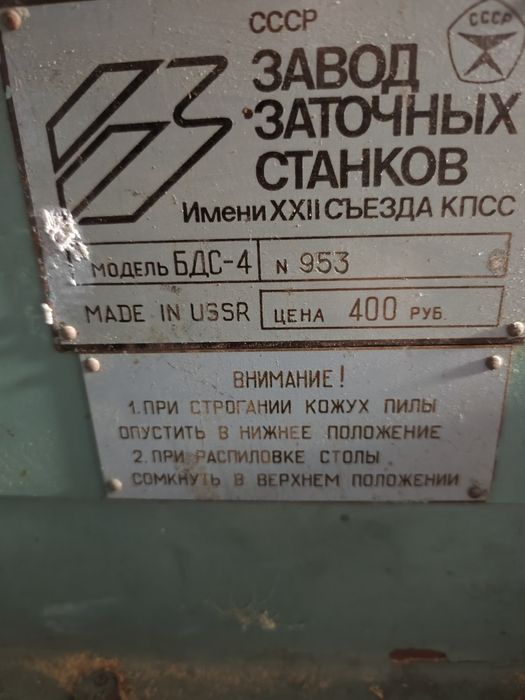 СССР
СССР
ЗАВОД
ЗАТОЧНЫХ
СТАНКОВ
Имени XXII СЪЕЗДА КПСС
МОДЕЛЬ БДС-4 N 953
MADE IN USSR ЦЕНА 400 РУБ.
ВНИМАНИЕ!
1. ПРИ СТРОГАНИИ КОЖУХ ПИЛЫ
ОПУСТИТЬ В НИЖНЕЕ ПОЛОЖЕНИЕ
2. ПРИ РАСПИЛОВКЕ СТОЛЫ
СОМКНУТЬ В ВЕРХНЕМ ПОЛОЖЕНИИ